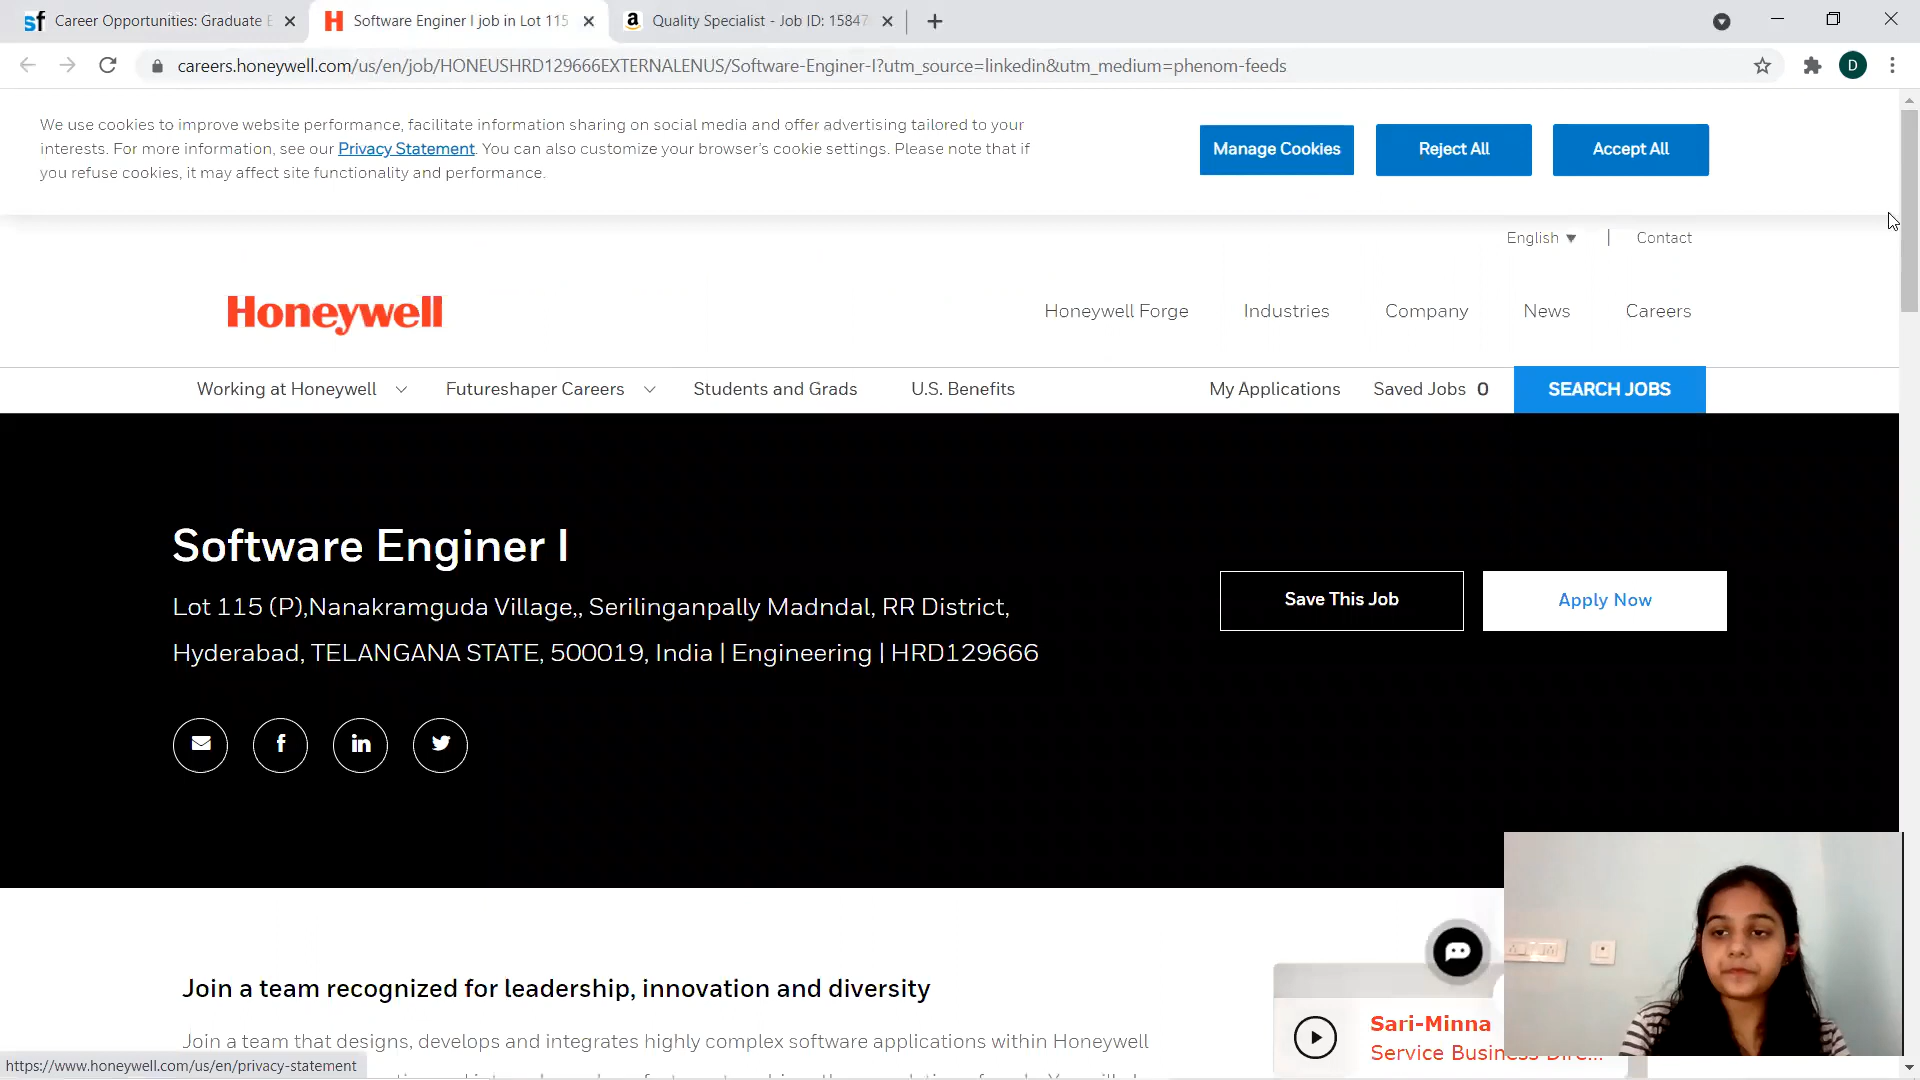 Career Opportunities: Graduate E
Software Enginer I job in Lot 115
Quality Specialist - Job ID: 15847
careers.honeywell.com/us/en/job/HONEUSHRD129666EXTERNALENUS/Software-Enginer-I?utm_source=linkedin&utm_medium=phenom-feeds
D
We use cookies to improve website performance, facilitate information sharing on social media and offer advertising tailored to your
interests. For more information, see our Privacy Statement. You can also customize your browser's cookie settings. Please note that if
you refuse cookies, it may affect site functionality and performance.
Manage Cookies
Reject All
Accept All
English | Contact
Honeywell
Honeywell Forge
Industries
Company
News
Careers
Working at Honeywell
Futureshaper Careers
Students and Grads
U.S. Benefits
My Applications
Saved Jobs 0
SEARCH JOBS
Software Enginer I
Lot 115 (P),Nanakramguda Village,, Serilinganpally Madndal, RR District,
Hyderabad, TELANGANA STATE, 500019, India | Engineering | HRD129666
Save This Job
Apply Now
Join a team recognized for leadership, innovation and diversity
Join a team that designs, develops and integrates highly complex software applications within Honeywell
Sari-Minna
Service Business Dire...
https://www.honeywell.com/us/en/privacy-statement